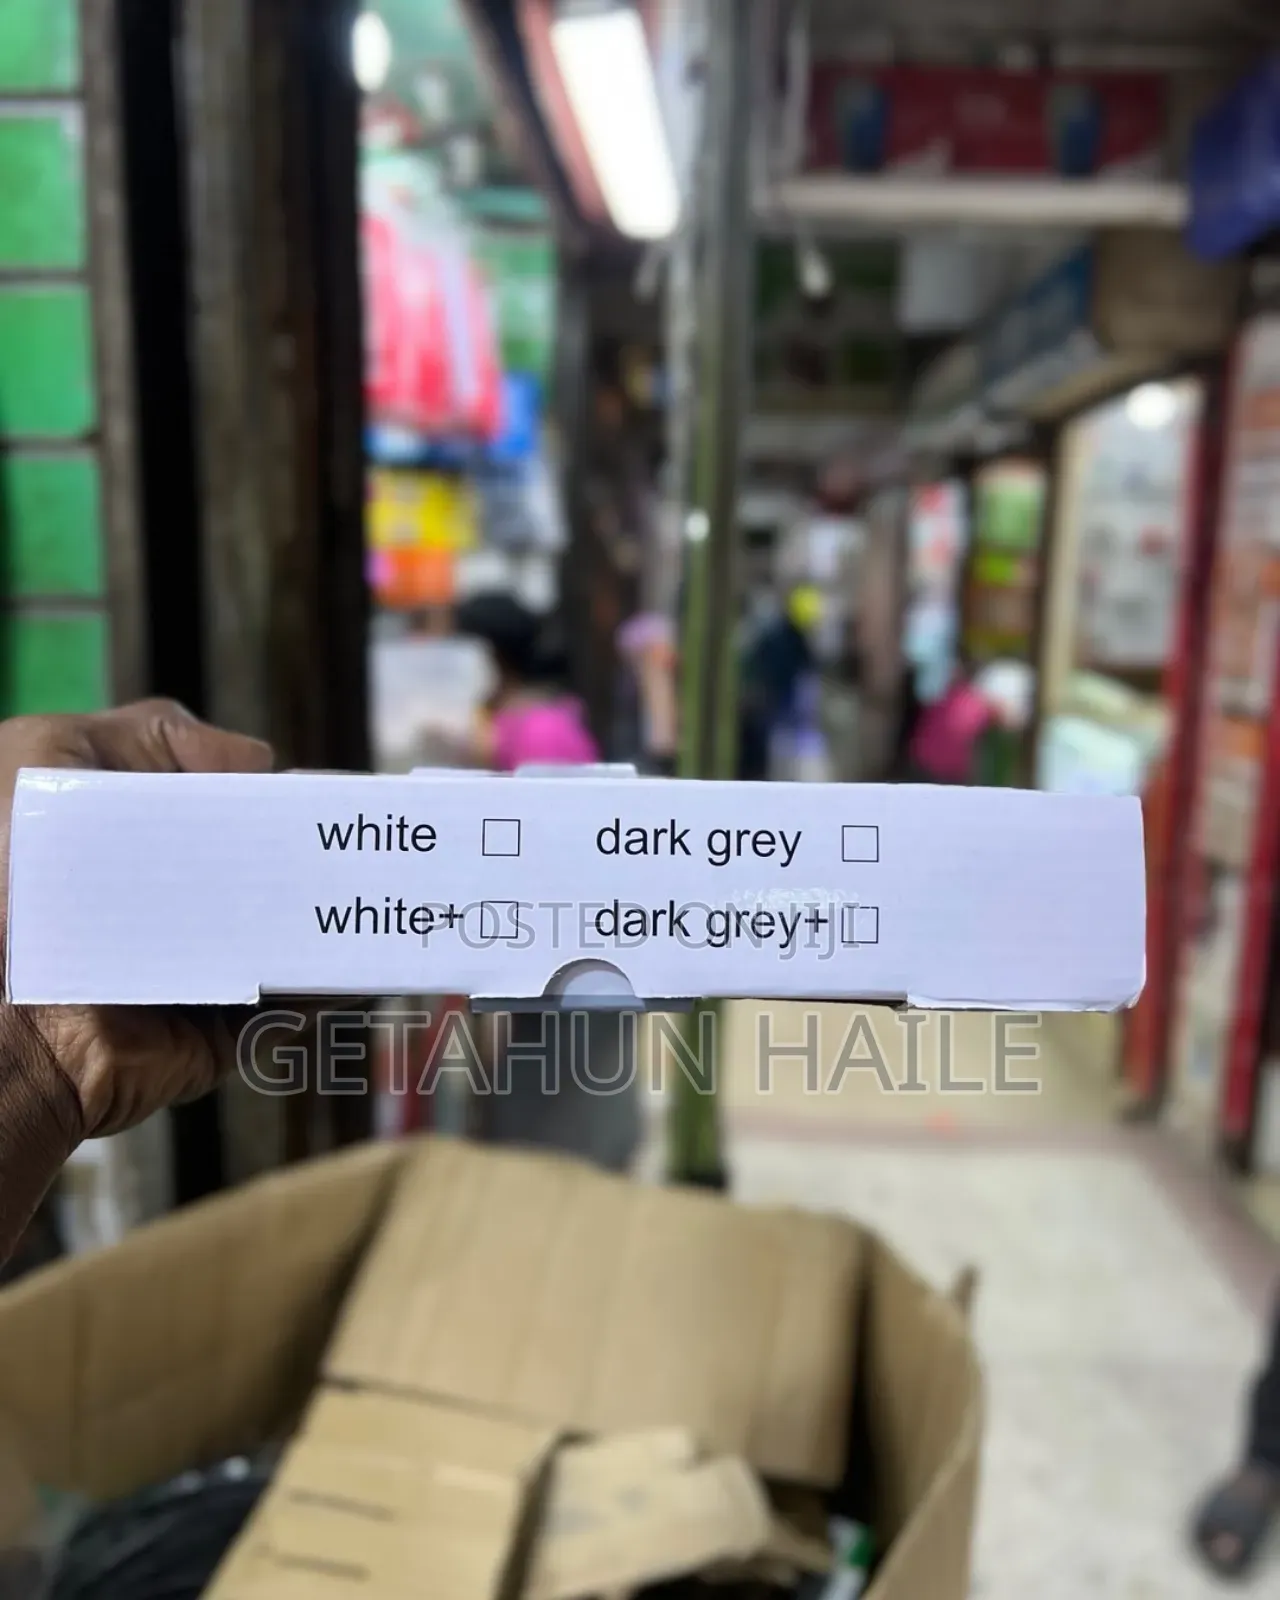 white ☐ dark grey ☐
white+ ☐ dark grey+ ☐
POSTED ON JIJI
GETAHUN HAILE